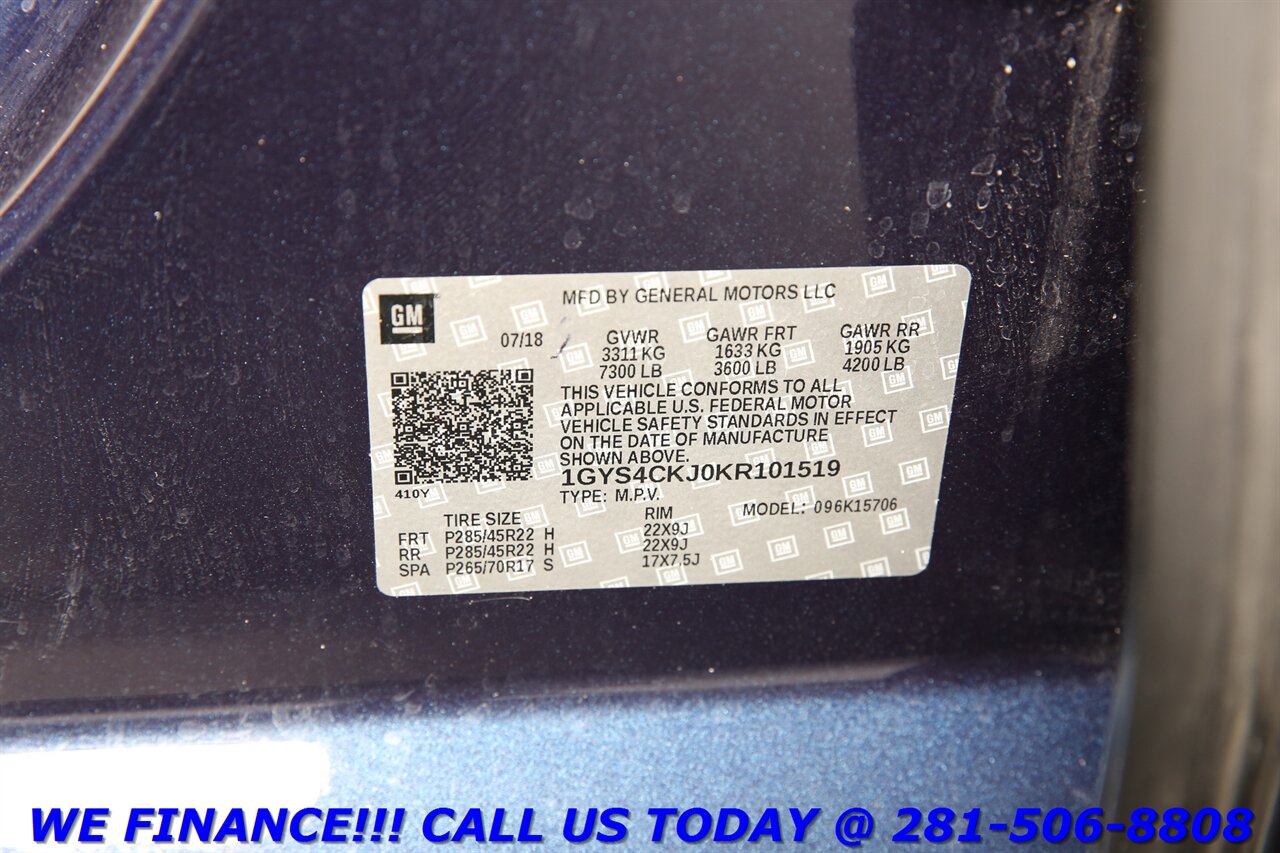 GM
MFD BY GENERAL MOTORS LLC
07/18
GVWR GAWR FRT GAWR RR
3311 KG 1633 KG 1905 KG
7300 LB 3600 LB 4200 LB
THIS VEHICLE CONFORMS TO ALL
APPLICABLE U.S. FEDERAL MOTOR
VEHICLE SAFETY STANDARDS IN EFFECT
ON THE DATE OF MANUFACTURE
SHOWN ABOVE.
1GYS4CKJ0KR101519
410Y
TYPE: M.P.V. MODEL: 096K15706
TIRE SIZE RIM
FRT P285/45R22 H 22X9J
RR P285/45R22 H 22X9J
SPA P265/70R17 S 17X7.5J
WE FINANCE!!! CALL US TODAY @ 281-506-8808